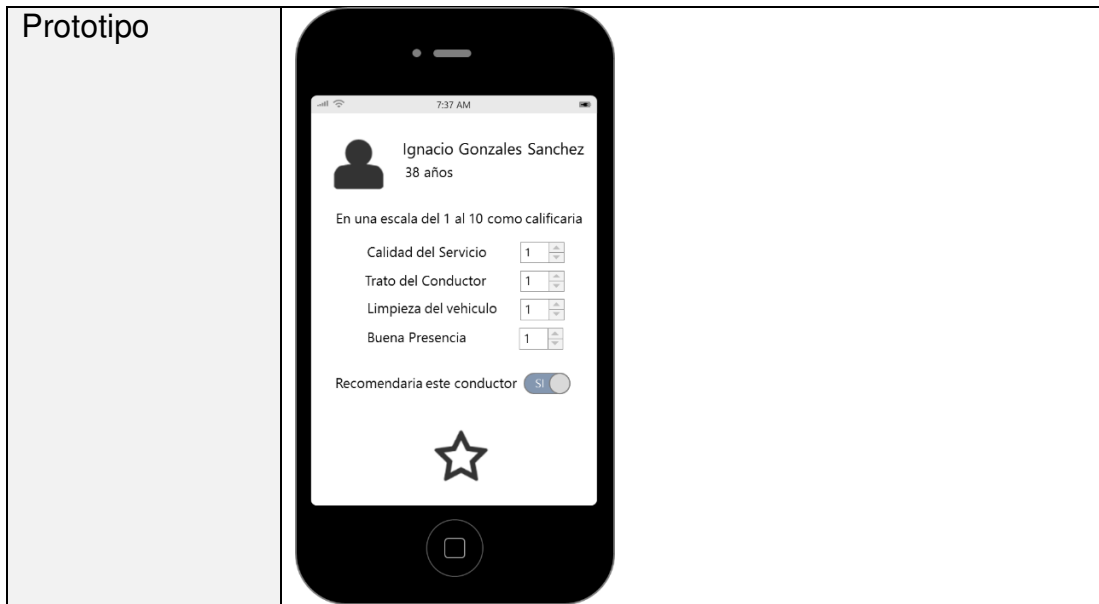 Prototipo
7:37 AM
Ignacio Gonzales Sanchez
38 años
En una escala del 1 al 10 como calificaria
Calidad del Servicio 1
Trato del Conductor 1
Limpieza del vehiculo 1
Buena Presencia 1
Recomendaria este conductor SI